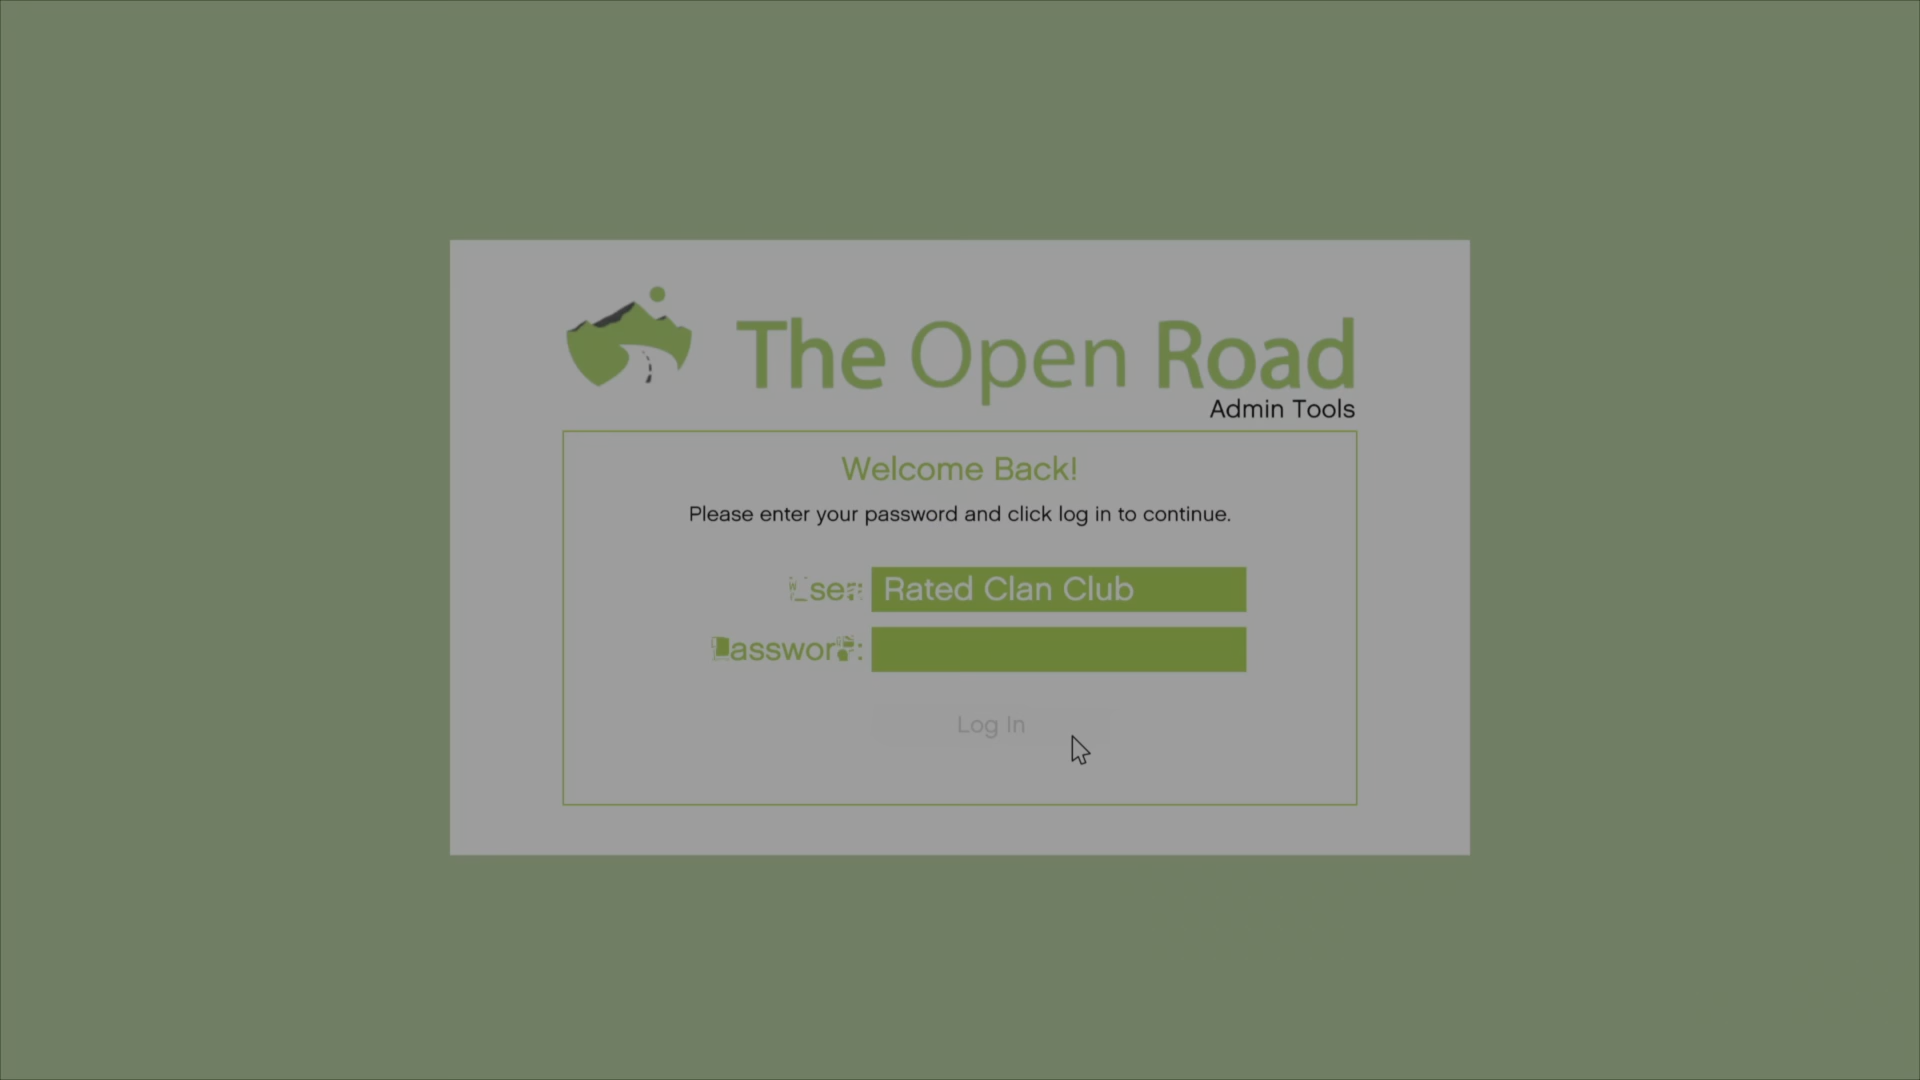 The Open Road
Admin Tools
Welcome Back!
Please enter your password and click log in to continue.
Rated Clan Club
Log In